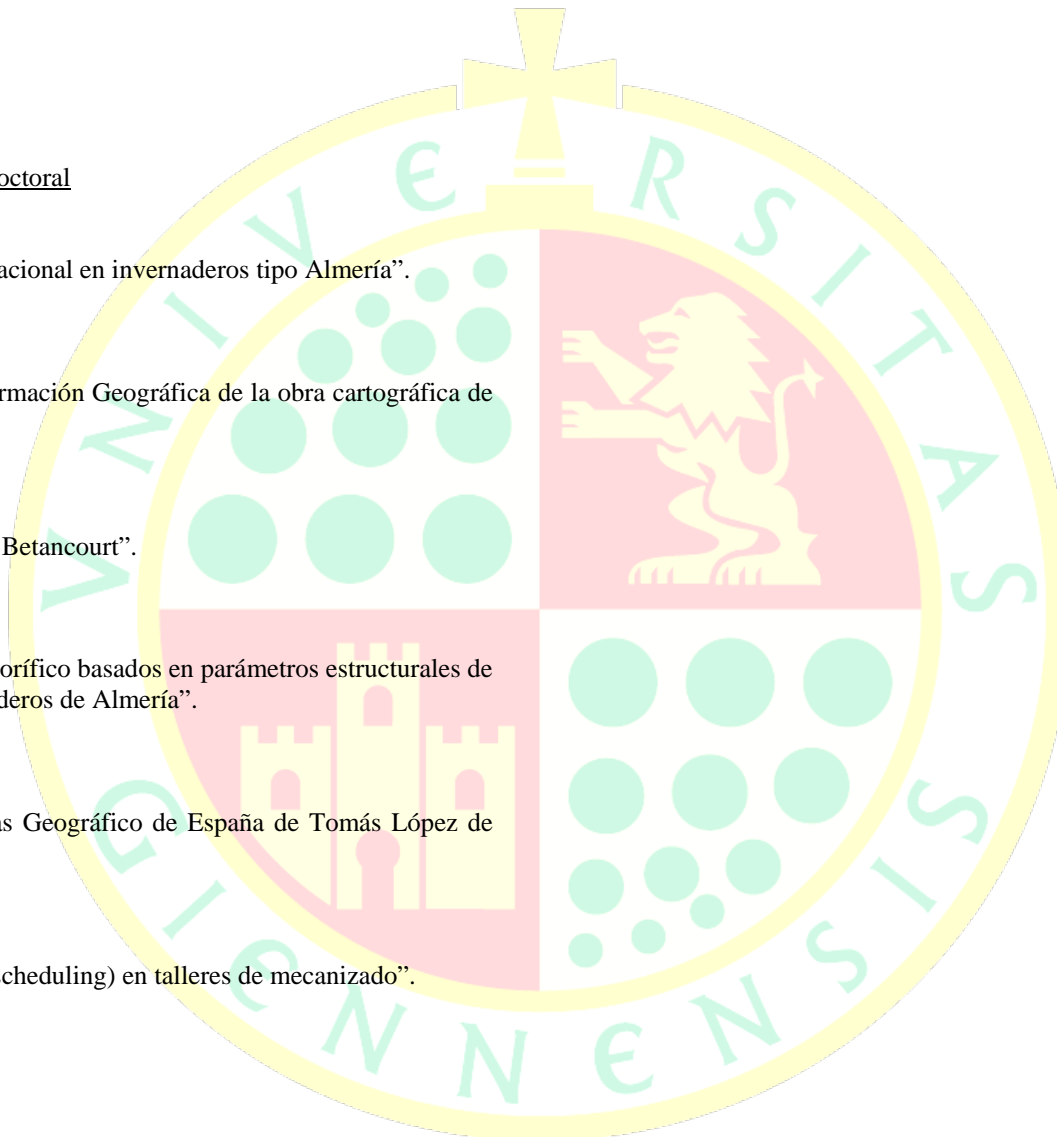 octoral
acional en invernaderos tipo Almería”.
rmación Geográfica de la obra cartográfica de
Betancourt”.
orífico basados en parámetros estructurales de
deros de Almería”.
as Geográfico de España de Tomás López de
scheduling) en talleres de mecanizado”.
VNIVERSITAS GIENNENSIS